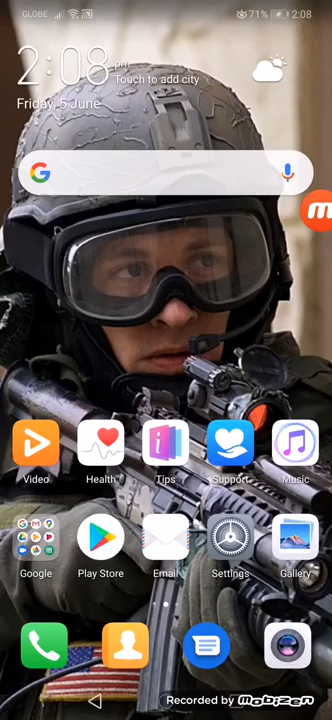 GLOBE 71% 2:08
2:08 pm
Touch to add city
Friday, 5 June
Video Health Tips Support Music
Google Play Store Email Settings Gallery
Recorded by MOBIZEN